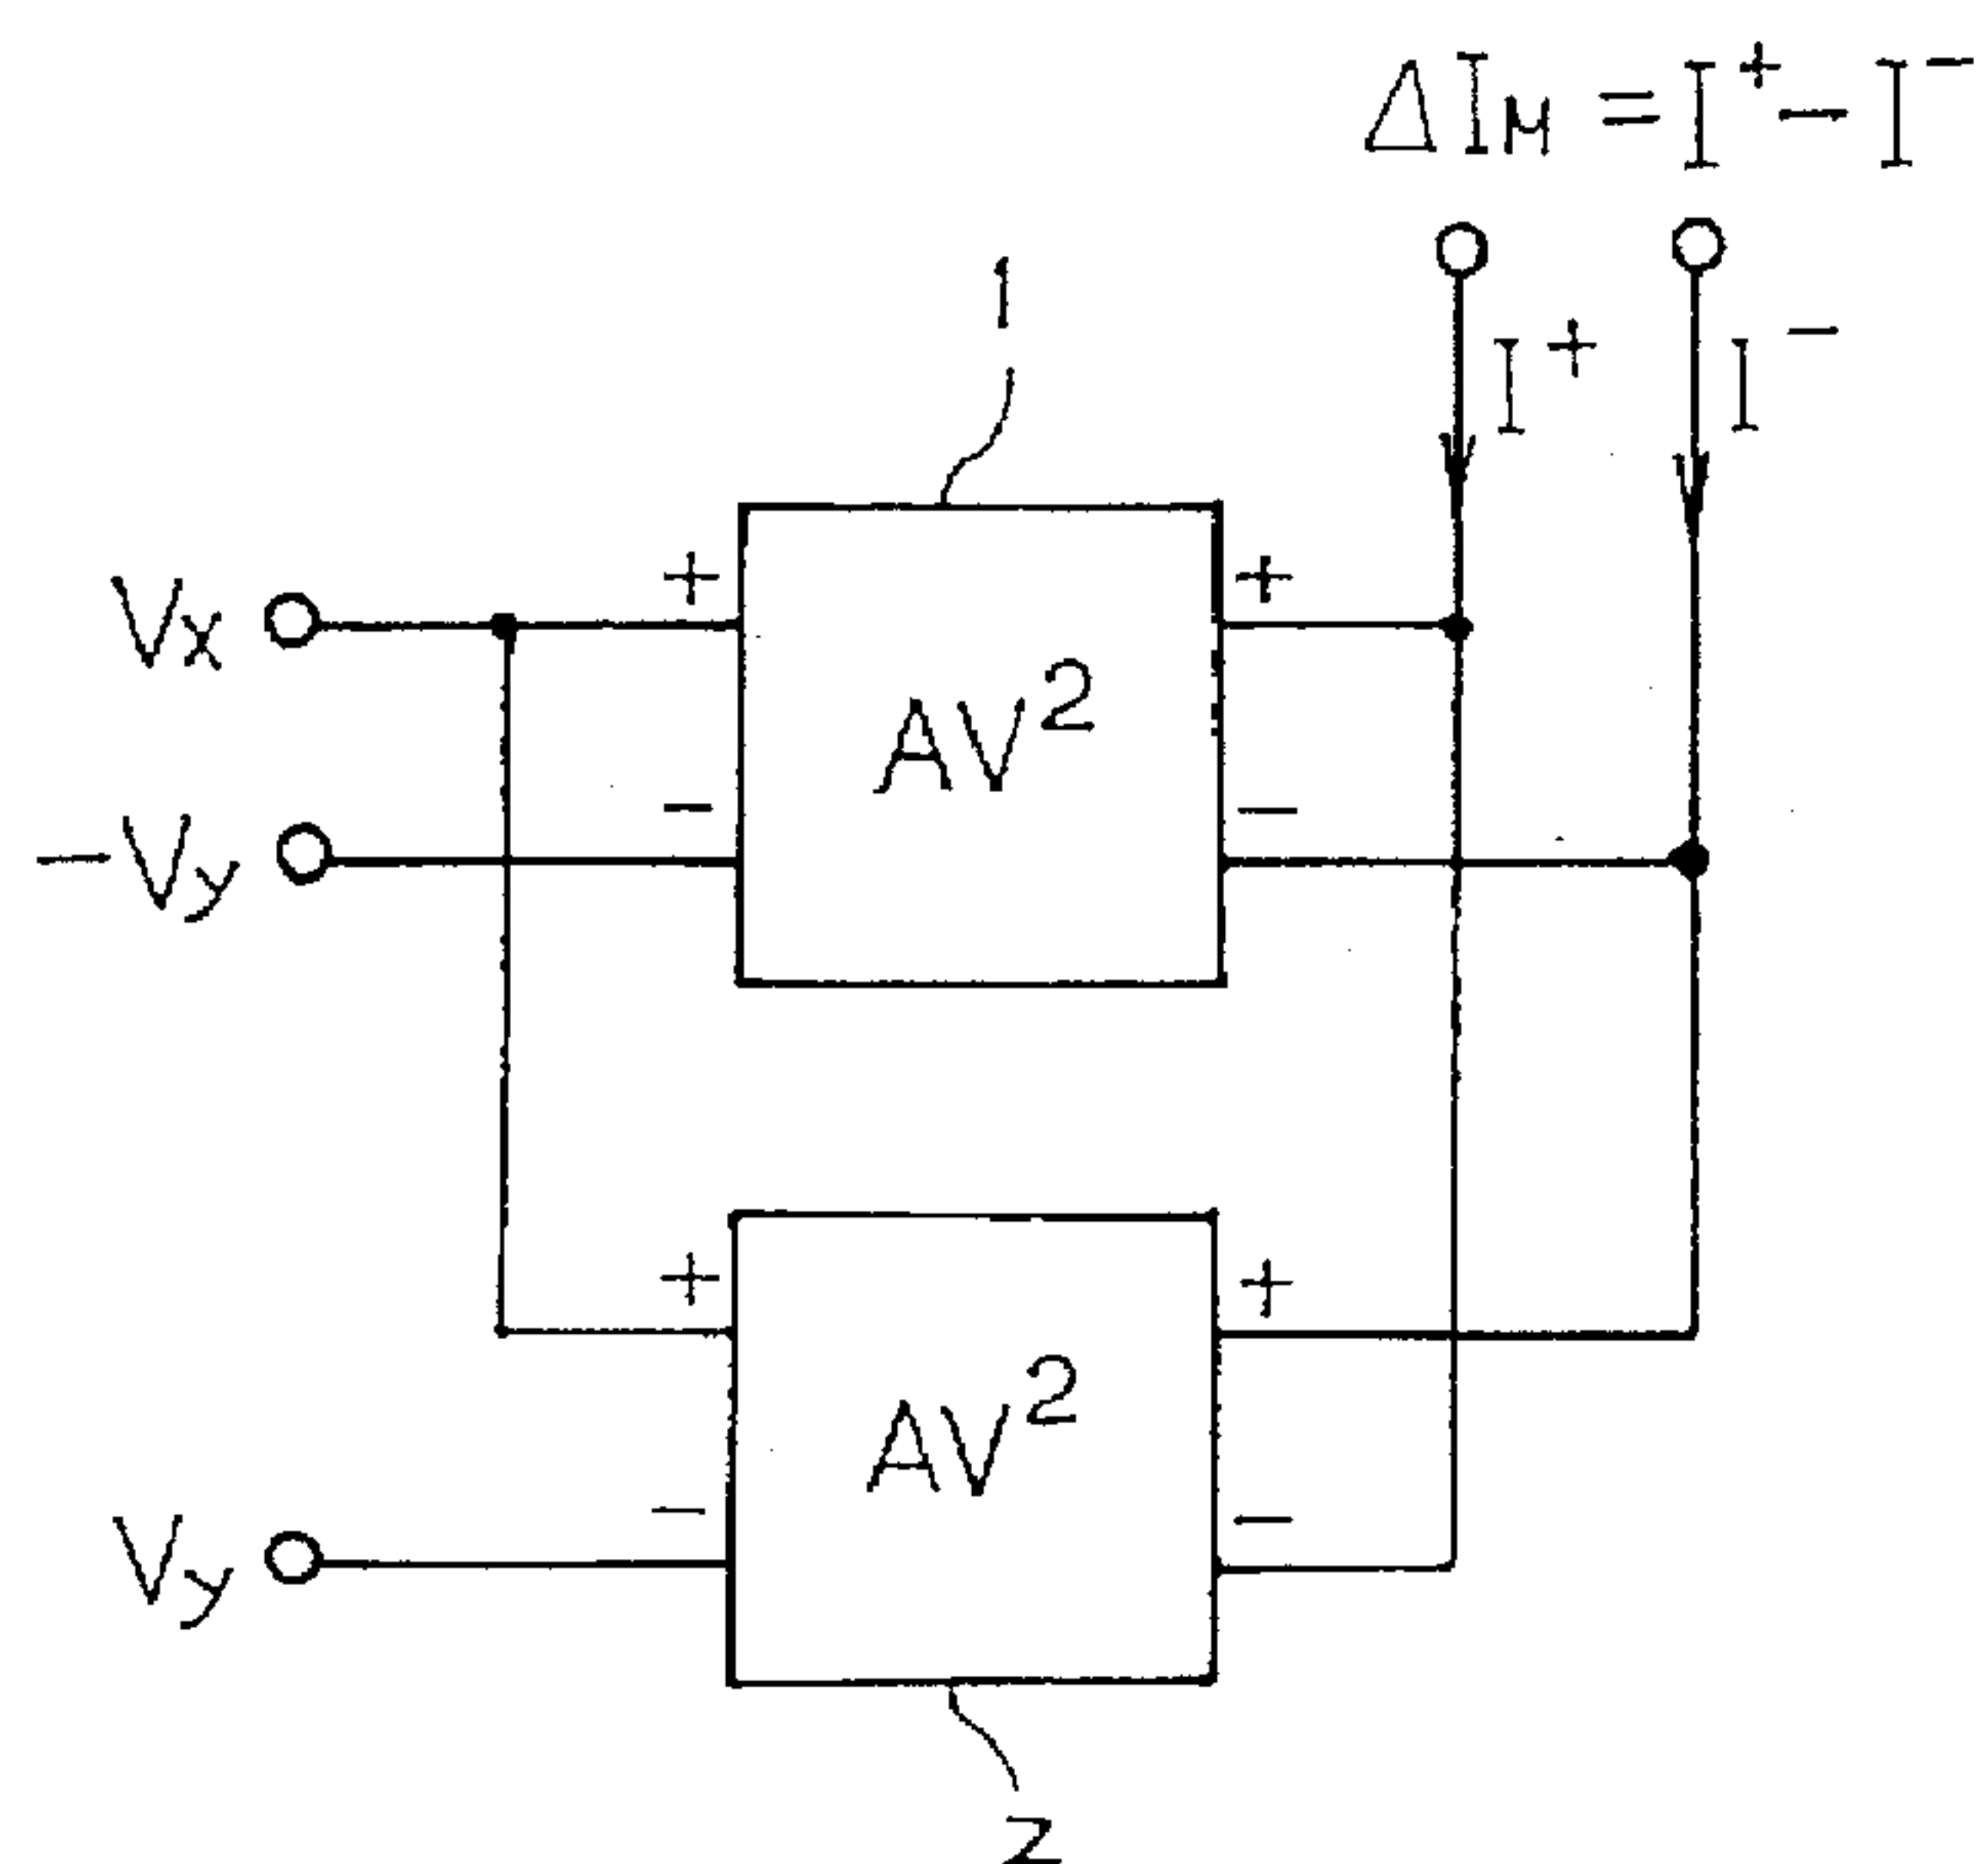 ΔIM = I⁺ - I⁻
1
I⁺ I⁻
Vx + +
AV²
-Vy - -
+ +
AV²
Vy - -
2